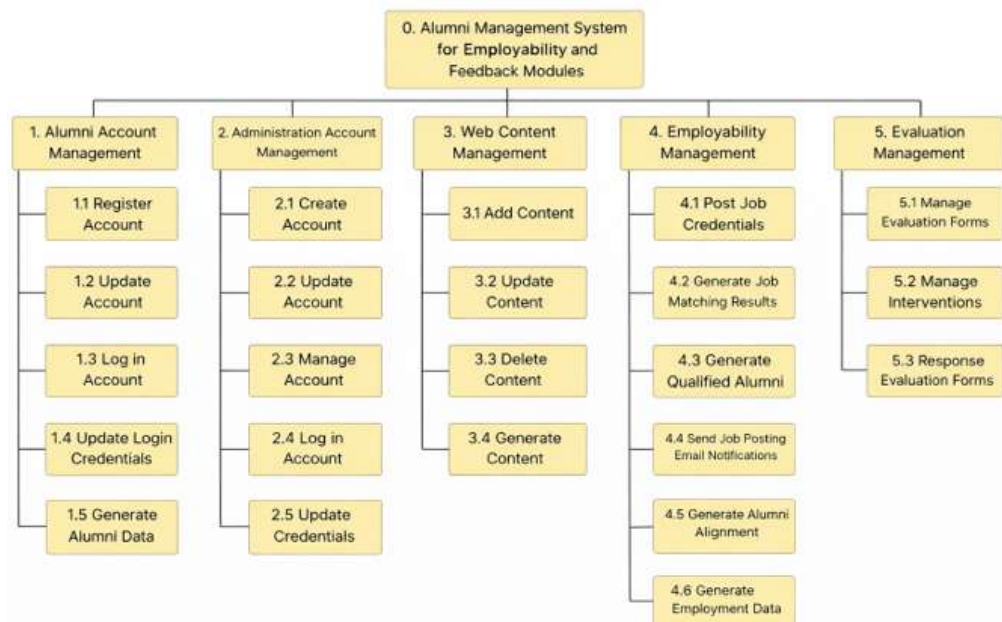 0. Alumni Management System
for Employability and
Feedback Modules
1. Alumni Account
Management
1.1 Register
Account
1.2 Update
Account
1.3 Log in
Account
1.4 Update Login
Credentials
1.5 Generate
Alumni Data
2. Administration Account
Management
2.1 Create
Account
2.2 Update
Account
2.3 Manage
Account
2.4 Log in
Account
2.5 Update
Credentials
3. Web Content
Management
3.1 Add Content
3.2 Update
Content
3.3 Delete
Content
3.4 Generate
Content
4. Employability
Management
4.1 Post Job
Credentials
4.2 Generate Job
Matching Results
4.3 Generate
Qualified Alumni
4.4 Send Job Posting
Email Notifications
4.5 Generate Alumni
Alignment
4.6 Generate
Employment Data
5. Evaluation
Management
5.1 Manage
Evaluation Forms
5.2 Manage
Interventions
5.3 Response
Evaluation Forms